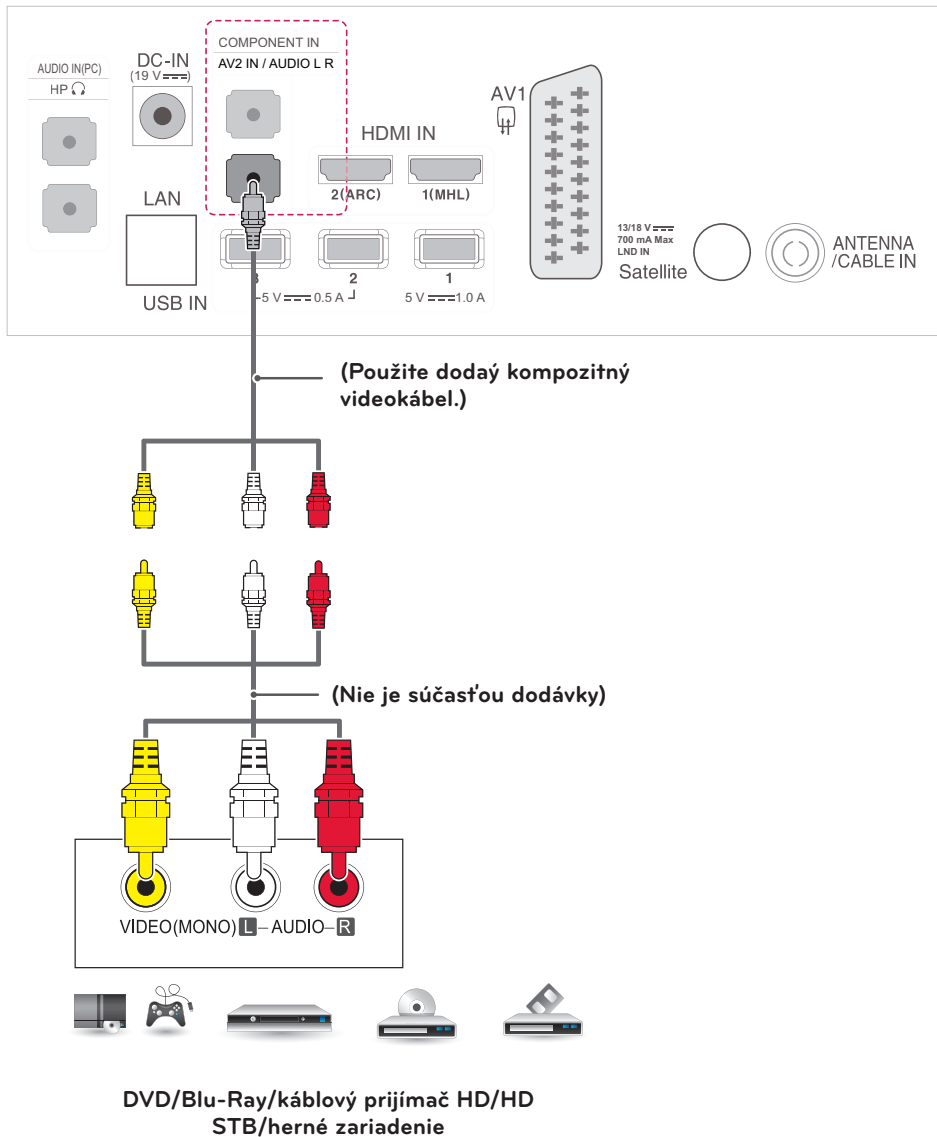 COMPONENT IN
AV2 IN / AUDIO L R
AUDIO IN(PC)
HP
DC-IN
(19 V)
AV1
HDMI IN
2(ARC)
1(MHL)
LAN
13/18 V
700 mA Max
LND IN
Satellite
ANTENNA
/CABLE IN
USB IN
3
2
1
5 V 0.5 A
5 V 1.0 A
(Použite dodaý kompozitný
videokábel.)
(Nie je súčasťou dodávky)
VIDEO(MONO) L - AUDIO - R
DVD/Blu-Ray/káblový prijímač HD/HD
STB/herné zariadenie